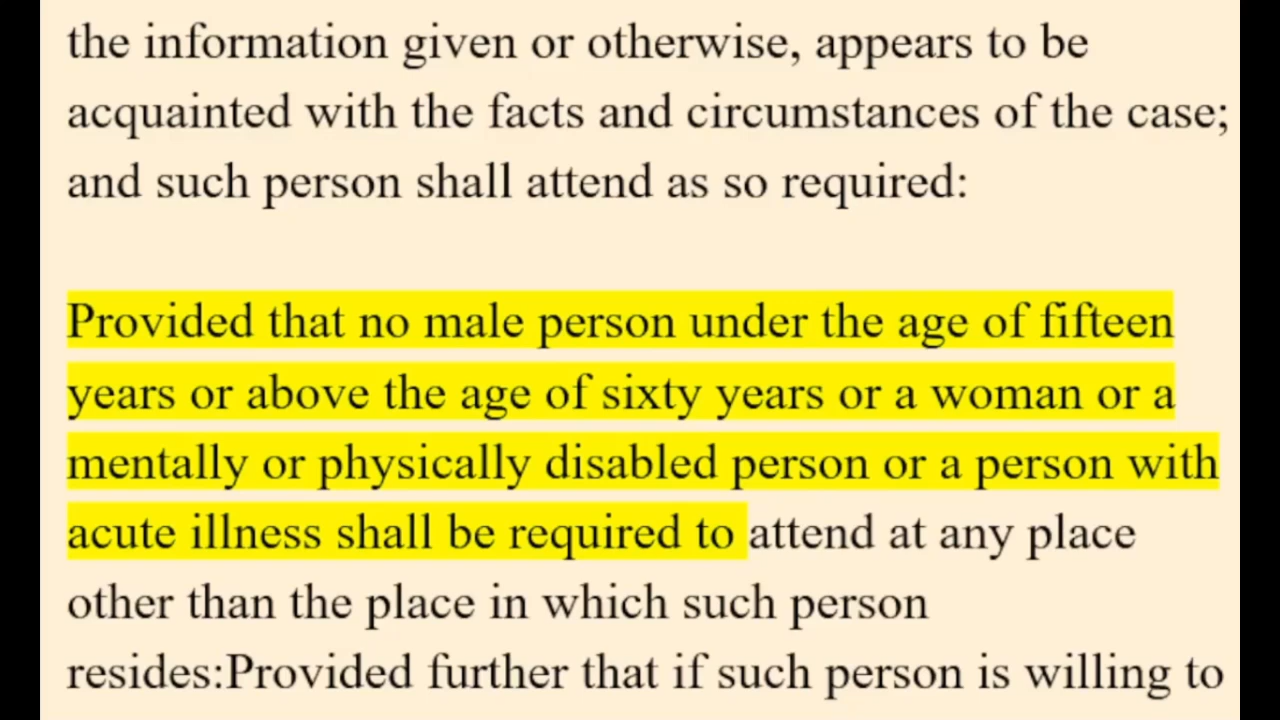 the information given or otherwise, appears to be
acquainted with the facts and circumstances of the case;
and such person shall attend as so required:
Provided that no male person under the age of fifteen
years or above the age of sixty years or a woman or a
mentally or physically disabled person or a person with
acute illness shall be required to attend at any place
other than the place in which such person
resides:Provided further that if such person is willing to